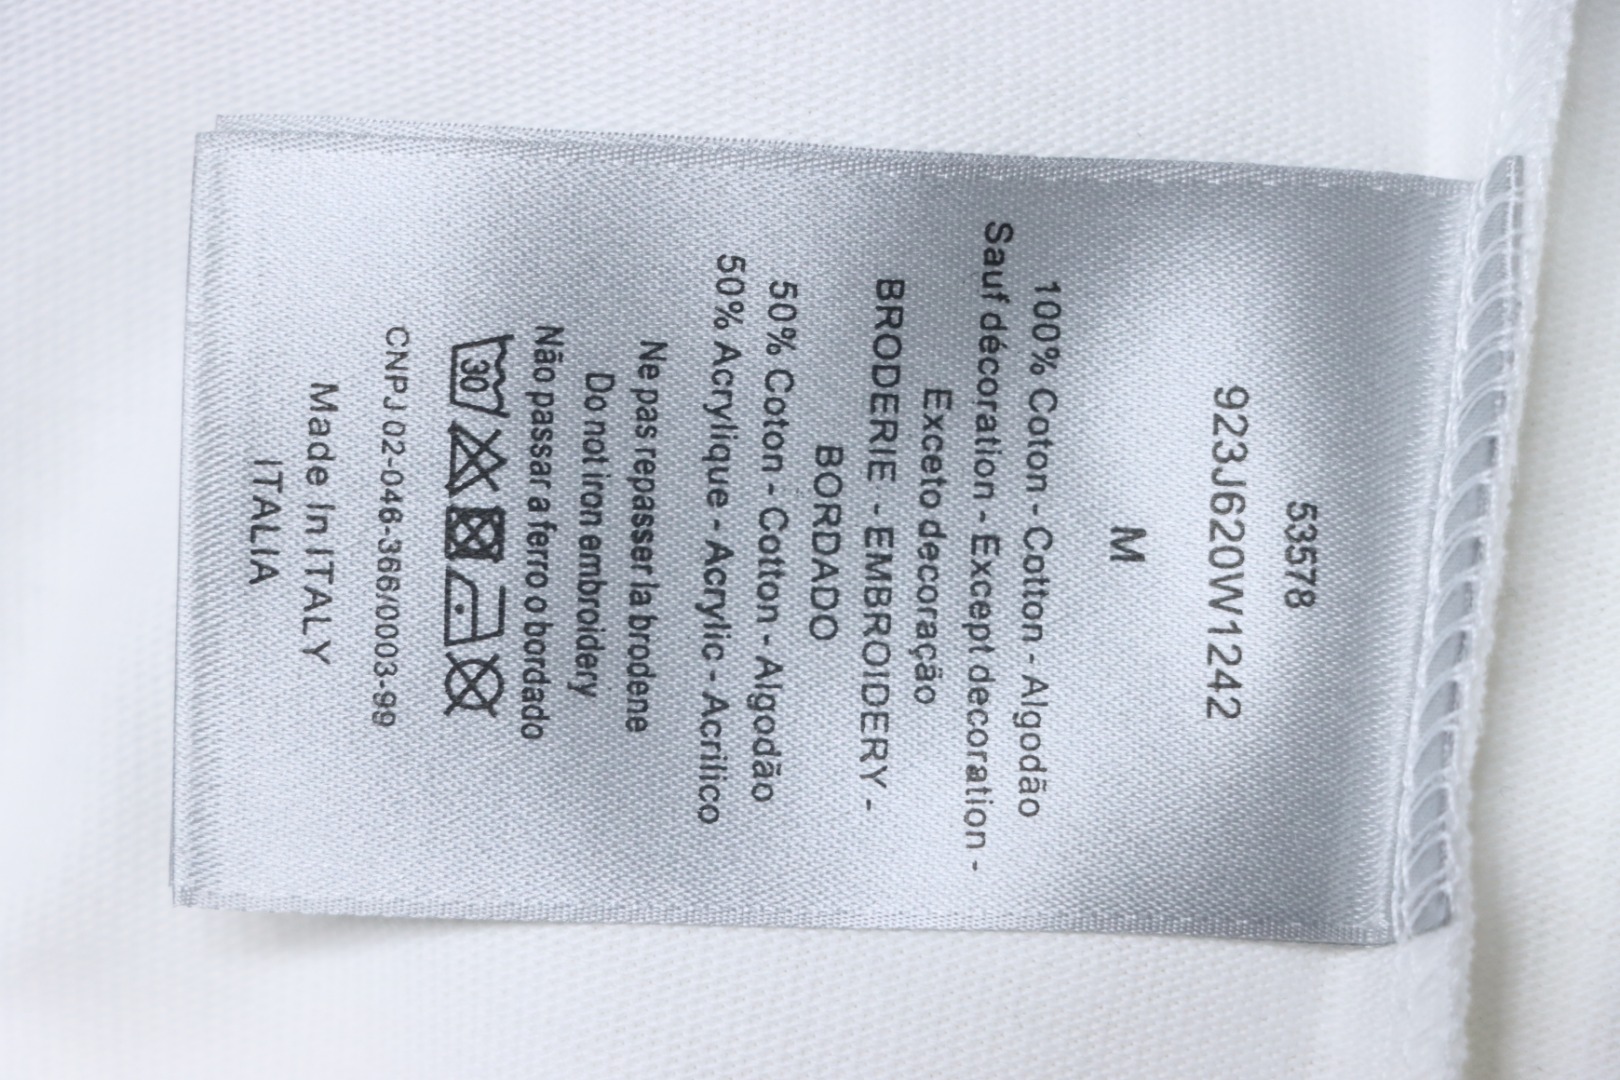 53578
923J620W1242
M
100% Coton - Cotton - Algodão
Sauf décoration - Except decoration -
Exceto decoração
BRODERIE - EMBROIDERY -
BORDADO
50% Coton - Cotton - Algodão
50% Acrylique - Acrylic - Acrilico
Ne pas repasser la brodene
Do not iron embroidery
Não passar a ferro o bordado
30
CNPJ 02-046-366/0003-99
Made In ITALY
ITALIA